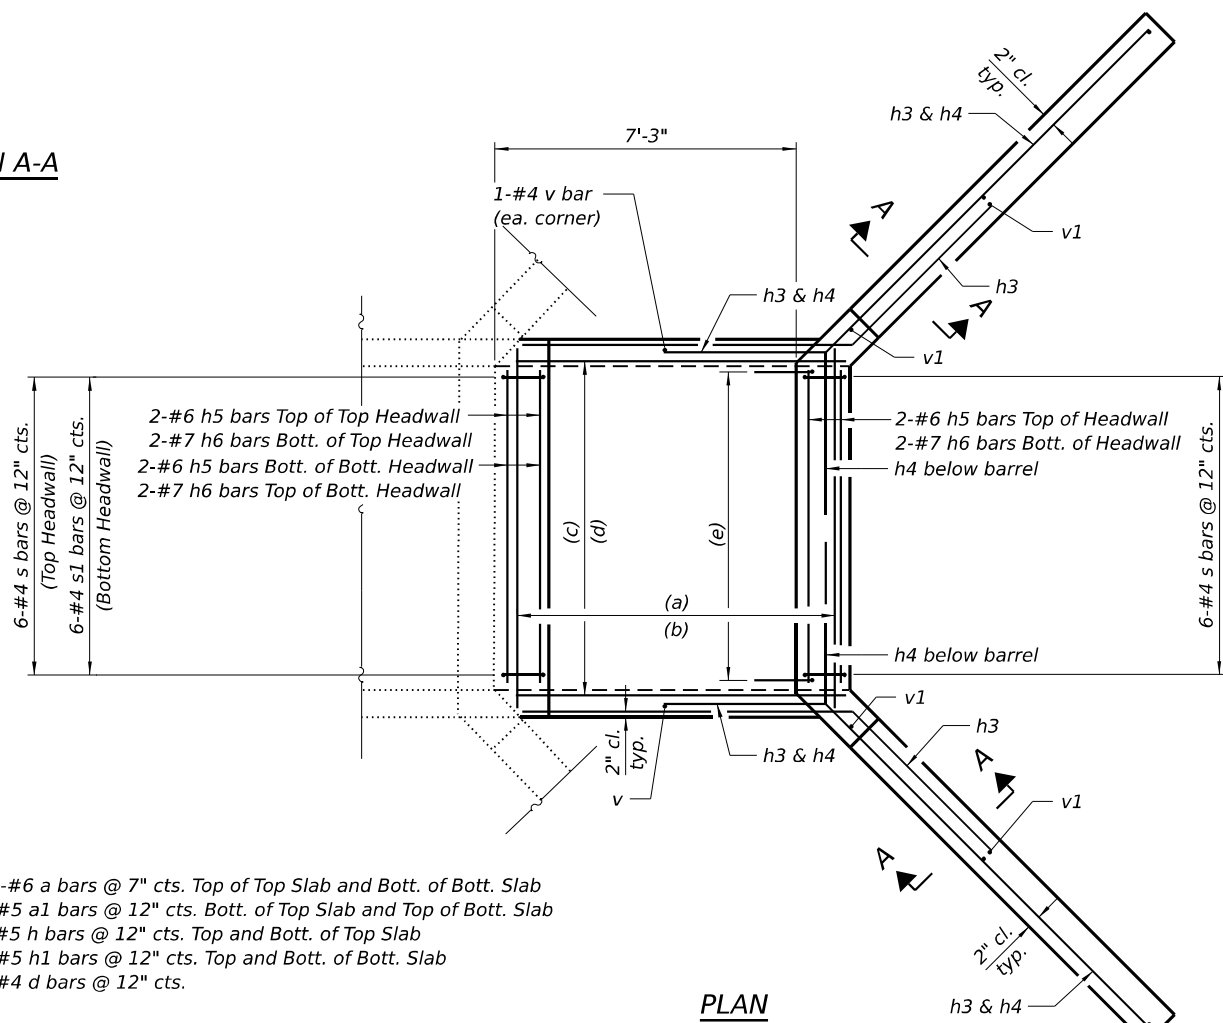 A-A
7'-3"
2" cl.
typ.
h3 & h4
1-#4 v bar
(ea. corner)
A
v1
h3
A
h3 & h4
v1
2-#6 h5 bars Top of Top Headwall
2-#7 h6 bars Bott. of Top Headwall
2-#6 h5 bars Bott. of Bott. Headwall
2-#7 h6 bars Top of Bott. Headwall
2-#6 h5 bars Top of Headwall
2-#7 h6 bars Bott. of Headwall
h4 below barrel
6-#4 s bars @ 12" cts.
(Top Headwall)
6-#4 s1 bars @ 12" cts.
(Bottom Headwall)
(c)
(d)
(e)
(a)
(b)
6-#4 s bars @ 12" cts.
h4 below barrel
v1
h3
2" cl.
typ.
h3 & h4
v
A
v1
A
-#6 a bars @ 7" cts. Top of Top Slab and Bott. of Bott. Slab
#5 a1 bars @ 12" cts. Bott. of Top Slab and Top of Bott. Slab
#5 h bars @ 12" cts. Top and Bott. of Top Slab
#5 h1 bars @ 12" cts. Top and Bott. of Bott. Slab
#4 d bars @ 12" cts.
2" cl.
typ.
h3 & h4
PLAN